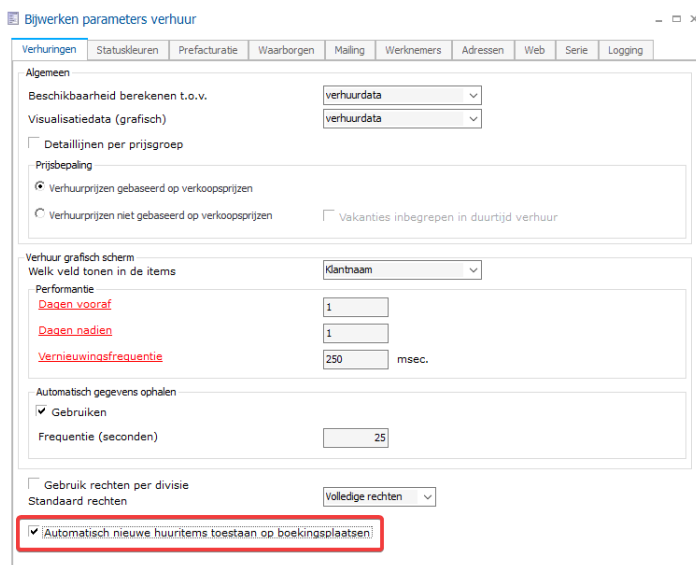 Bijwerken parameters verhuur
Verhuringen Statuskleuren Prefacturatie Waarborgen Mailing Werknemers Adressen Web Serie Logging
Algemeen
Beschikbaarheid berekenen t.o.v. verhuurdata
Visualisatiedata (grafisch) verhuurdata
Detaillijnen per prijsgroep
Prijsbepaling
Verhuurprijzen gebaseerd op verkoopsprijzen
Verhuurprijzen niet gebaseerd op verkoopsprijzen Vakanties inbegrepen in duurtijd verhuur
Verhuur grafisch scherm
Welk veld tonen in de items Klantnaam
Performantie
Dagen vooraf 1
Dagen nadien 1
Vernieuwingsfrequentie 250 msec.
Automatisch gegevens ophalen
Gebruiken
Frequentie (seconden) 25
Gebruik rechten per divisie
Standaard rechten Volledige rechten
Automatisch nieuwe huuritems toestaan op boekingsplaatsen